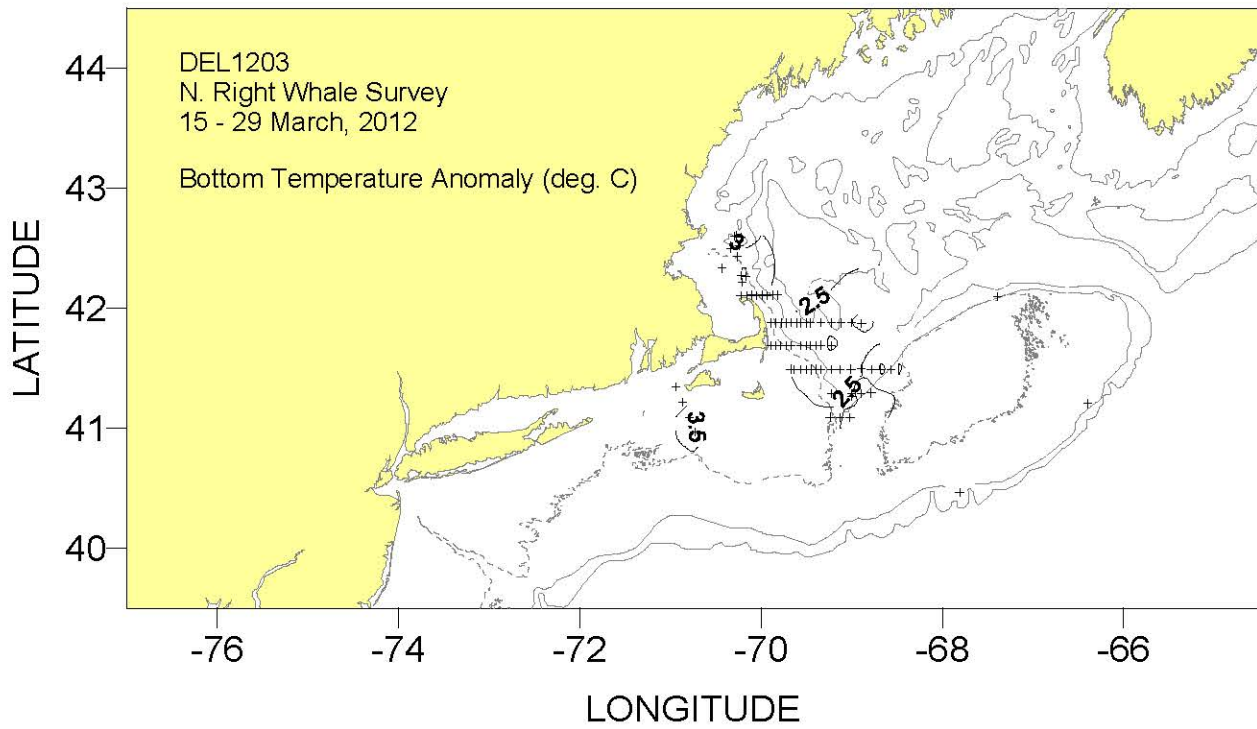 DEL1203
N. Right Whale Survey
15 - 29 March, 2012
Bottom Temperature Anomaly (deg. C)
44
43
42
41
40
LATITUDE
3
2.5
2.5
3.5
-76
-74
-72
-70
-68
-66
LONGITUDE